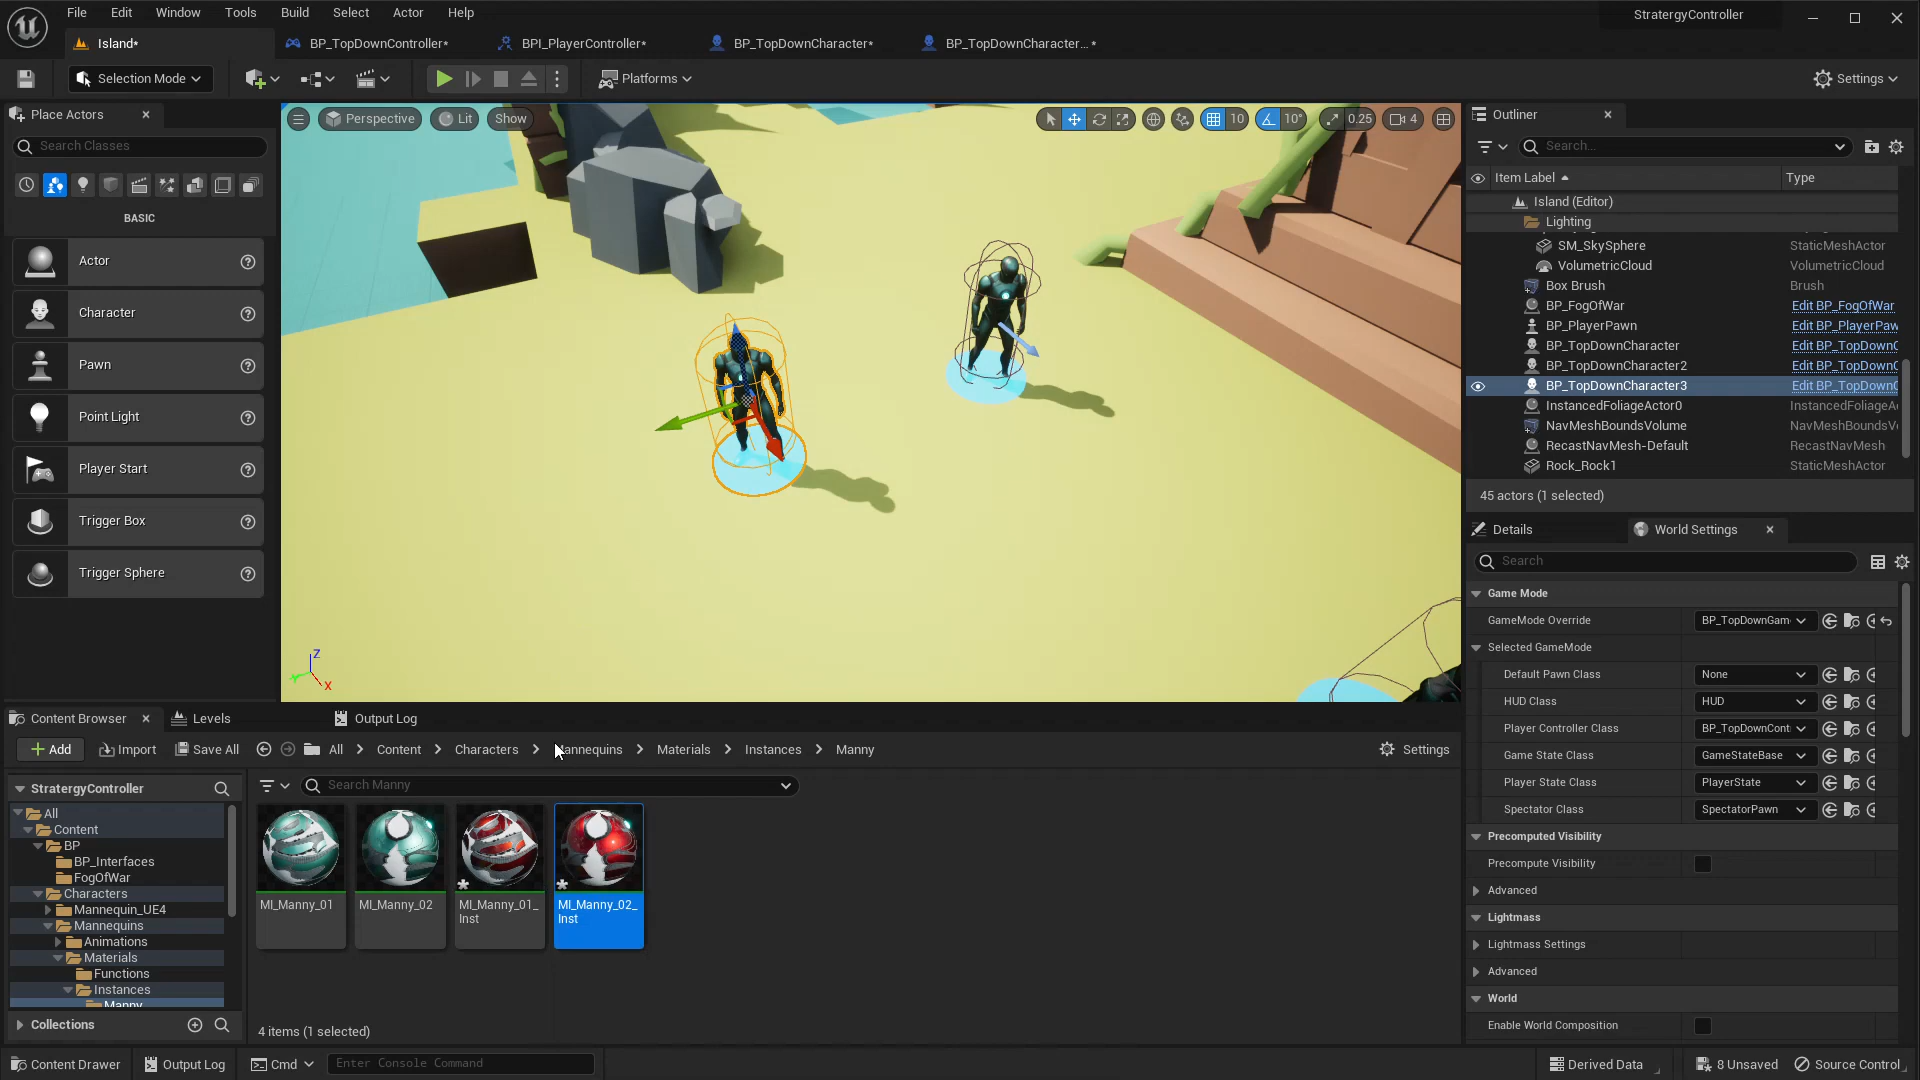 File Edit Window Tools Build Select Actor Help
StratergyController
Island*
BP_TopDownController*
BPI_PlayerController*
BP_TopDownCharacter*
BP_TopDownCharacter... *
Selection Mode
Platforms
Settings
Place Actors
Search Classes
BASIC
Actor
Character
Pawn
Point Light
Player Start
Trigger Box
Trigger Sphere
Perspective
Lit
Show
10
10°
0.25
4
Z
X
Outliner
Search...
Item Label
Type
Island (Editor)
Lighting
SM_SkySphere StaticMeshActor
VolumetricCloud VolumetricCloud
Box Brush Brush
BP_FogOfWar Edit BP_FogOfWar
BP_PlayerPawn Edit BP_PlayerPaw
BP_TopDownCharacter Edit BP_TopDownC
BP_TopDownCharacter2 Edit BP_TopDownC
BP_TopDownCharacter3 Edit BP_TopDownC
InstancedFoliageActor0 InstancedFoliageA
NavMeshBoundsVolume NavMeshBoundsV
RecastNavMesh-Default RecastNavMesh
Rock_Rock1 StaticMeshActor
45 actors (1 selected)
Details
World Settings
Search
Game Mode
GameMode Override BP_TopDownGam
Selected GameMode
Default Pawn Class None
HUD Class HUD
Player Controller Class BP_TopDownCont
Game State Class GameStateBase
Player State Class PlayerState
Spectator Class SpectatorPawn
Precomputed Visibility
Precompute Visibility
Advanced
Lightmass
Lightmass Settings
Advanced
World
Enable World Composition
Content Browser
Levels
Output Log
Add
Import
Save All
All
Content
Characters
Mannequins
Materials
Instances
Manny
Settings
StratergyController
Search Manny
All
Content
BP
BP_Interfaces
FogOfWar
Characters
Mannequin_UE4
Mannequins
Animations
Materials
Functions
Instances
Manny
Collections
MI_Manny_01
MI_Manny_02
MI_Manny_01_
Inst
MI_Manny_02_
Inst
4 items (1 selected)
Content Drawer
Output Log
Cmd
Enter Console Command
Derived Data
8 Unsaved
Source Control